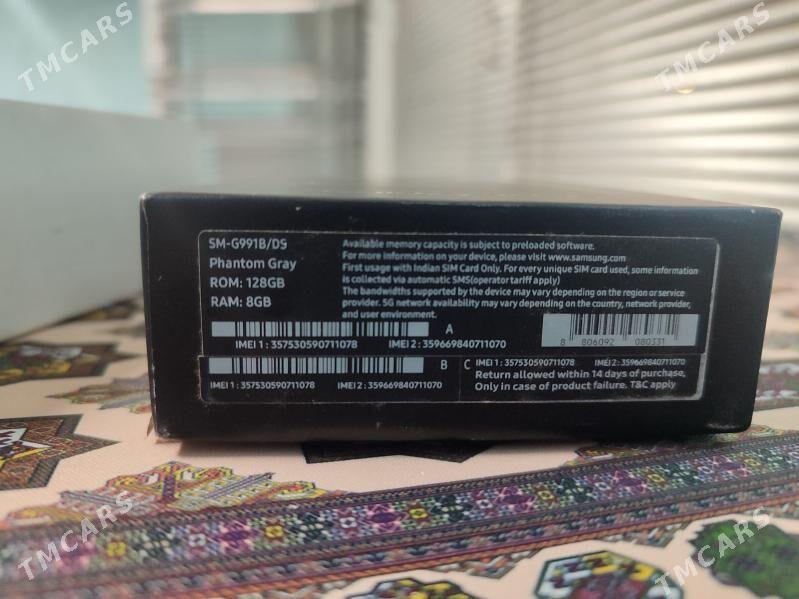 TMCARS
TMCARS
SM-G991B/DS
Phantom Gray
ROM: 128GB
RAM: 8GB
Available memory capacity is subject to preloaded software.
For more information on your device, please visit www.samsung.com
First usage with Indian SIM Card Only. For every unique SIM card used, some information
is collected via automatic SMS(operator tariff apply)
The bandwidths supported by the device may vary depending on the region or service
provider. 5G network availability may vary depending on the country, network provider,
and user environment.
A
IMEI 1 : 357530590711078 IMEI 2 : 359669840711070
8 806092 080331
B
IMEI 1 : 357530590711078 IMEI 2 : 359669840711070
C IMEI 1 : 357530590711078 IMEI 2 : 359669840711070
Return allowed within 14 days of purchase,
Only in case of product failure. T&C apply
TMCARS
TMCARS